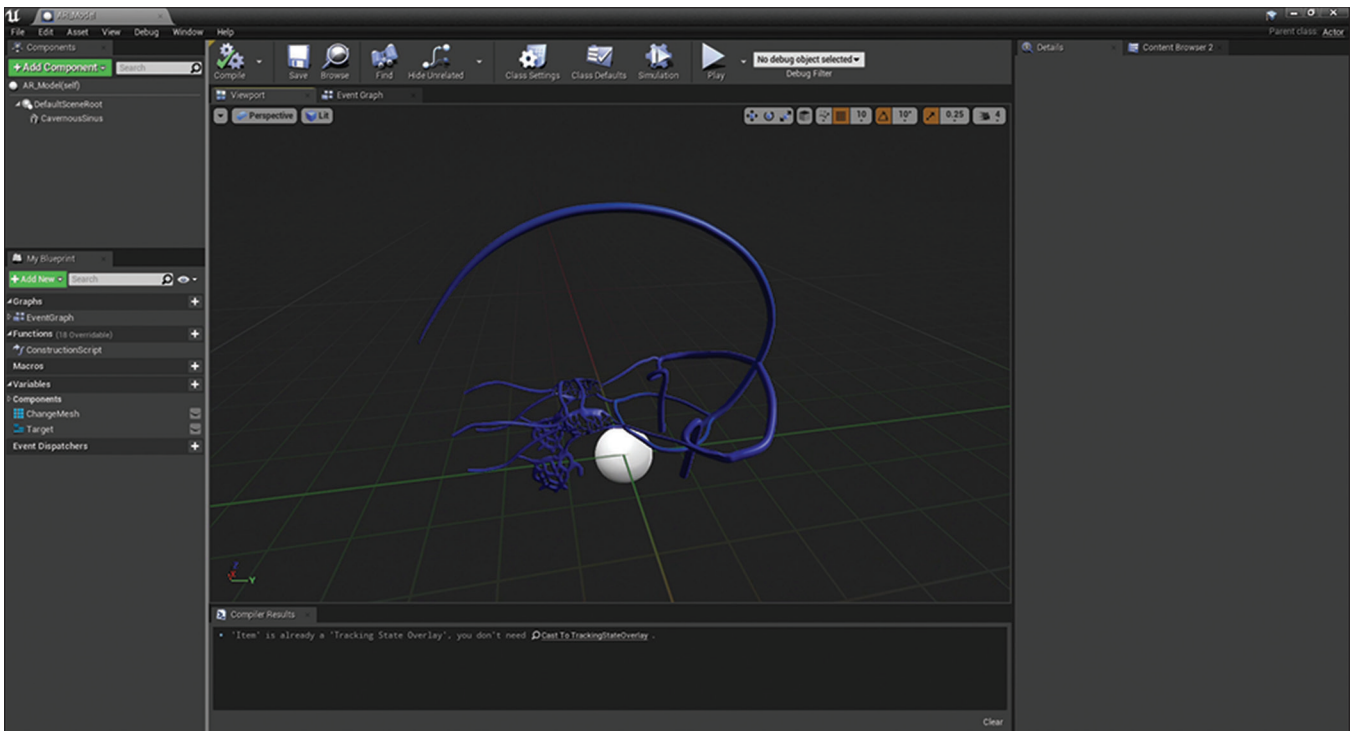 AR_Model
File Edit Asset View Debug Window Help
Parent class: Actor
Components
+Add Component Search
AR_Model(self)
DefaultSceneRoot
CavernousSinus
Compile Save Browse Find Hide Unrelated Class Settings Class Defaults Simulation Play
No debug object selected
Debug Filter
Viewport Event Graph
Perspective Lit
10 10° 0.25 4
X Y Z
My Blueprint
+Add New Search
Graphs
EventGraph
Functions (18 Overridable)
ConstructionScript
Macros
Variables
Components
ChangeMesh
Target
Event Dispatchers
Compiler Results
'Item' is already a 'Tracking State Overlay', you don't need Cast To TrackingStateOverlay .
Clear
Details Content Browser 2